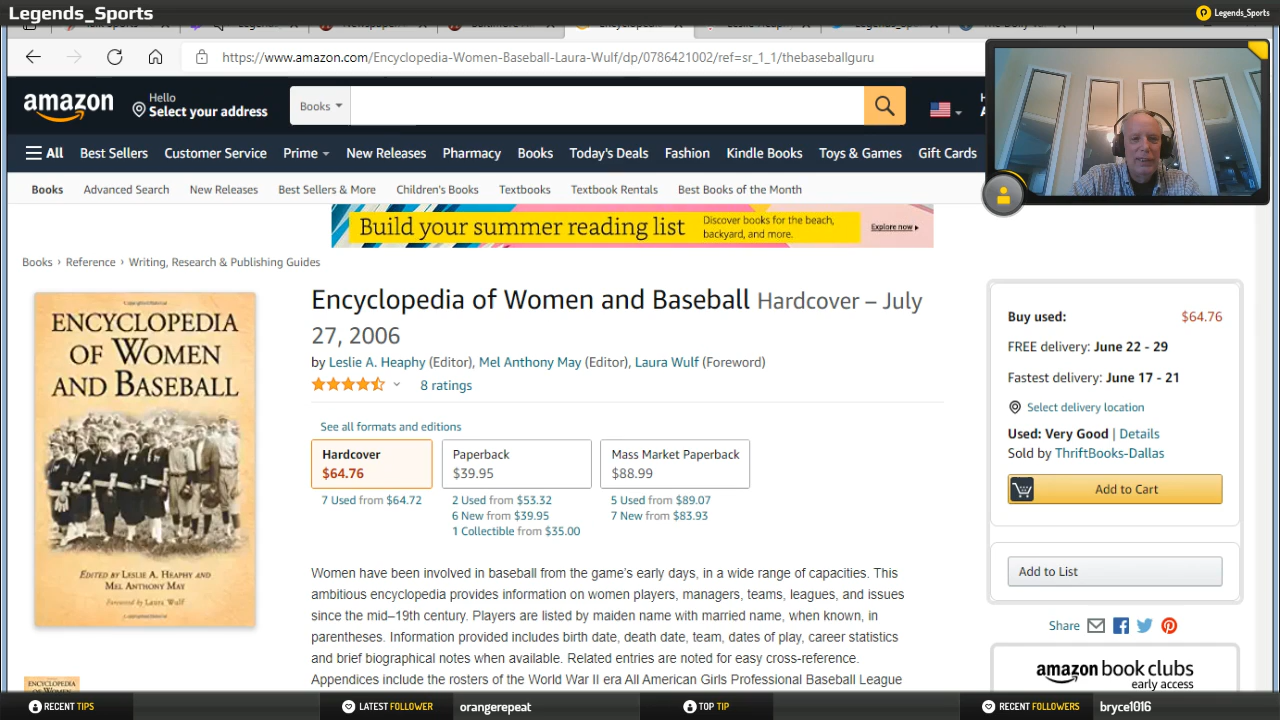 Legends_Sports
Legends_Sports
https://www.amazon.com/Encyclopedia-Women-Baseball-Laura-Wulf/dp/0786421002/ref=sr_1_1/thebaseballguru
amazon
Hello
Select your address
Books
All Best Sellers Customer Service Prime New Releases Pharmacy Books Today's Deals Fashion Kindle Books Toys & Games Gift Cards
Books Advanced Search New Releases Best Sellers & More Children's Books Textbooks Textbook Rentals Best Books of the Month
Build your summer reading list
Discover books for the beach,
backyard, and more.
Explore now
Books › Reference › Writing, Research & Publishing Guides
ENCYCLOPEDIA
OF WOMEN
AND BASEBALL
EDITED BY LESLIE A. HEAPHY AND
MEL ANTHONY MAY
Foreword by Laura Wulf
Encyclopedia of Women and Baseball Hardcover – July
27, 2006
by Leslie A. Heaphy (Editor), Mel Anthony May (Editor), Laura Wulf (Foreword)
8 ratings
See all formats and editions
Hardcover
$64.76
7 Used from $64.72
Paperback
$39.95
2 Used from $53.32
6 New from $39.95
1 Collectible from $35.00
Mass Market Paperback
$88.99
5 Used from $89.07
7 New from $83.93
Women have been involved in baseball from the game's early days, in a wide range of capacities. This
ambitious encyclopedia provides information on women players, managers, teams, leagues, and issues
since the mid–19th century. Players are listed by maiden name with married name, when known, in
parentheses. Information provided includes birth date, death date, team, dates of play, career statistics
and brief biographical notes when available. Related entries are noted for easy cross-reference.
Appendices include the rosters of the World War II era All American Girls Professional Baseball League
Buy used: $64.76
FREE delivery: June 22 - 29
Fastest delivery: June 17 - 21
Select delivery location
Used: Very Good | Details
Sold by ThriftBooks-Dallas
Add to Cart
Add to List
Share
amazon book clubs
early access
ENCYCLOPEDIA
RECENT TIPS
LATEST FOLLOWER orangerepeat
TOP TIP
RECENT FOLLOWERS bryce1016